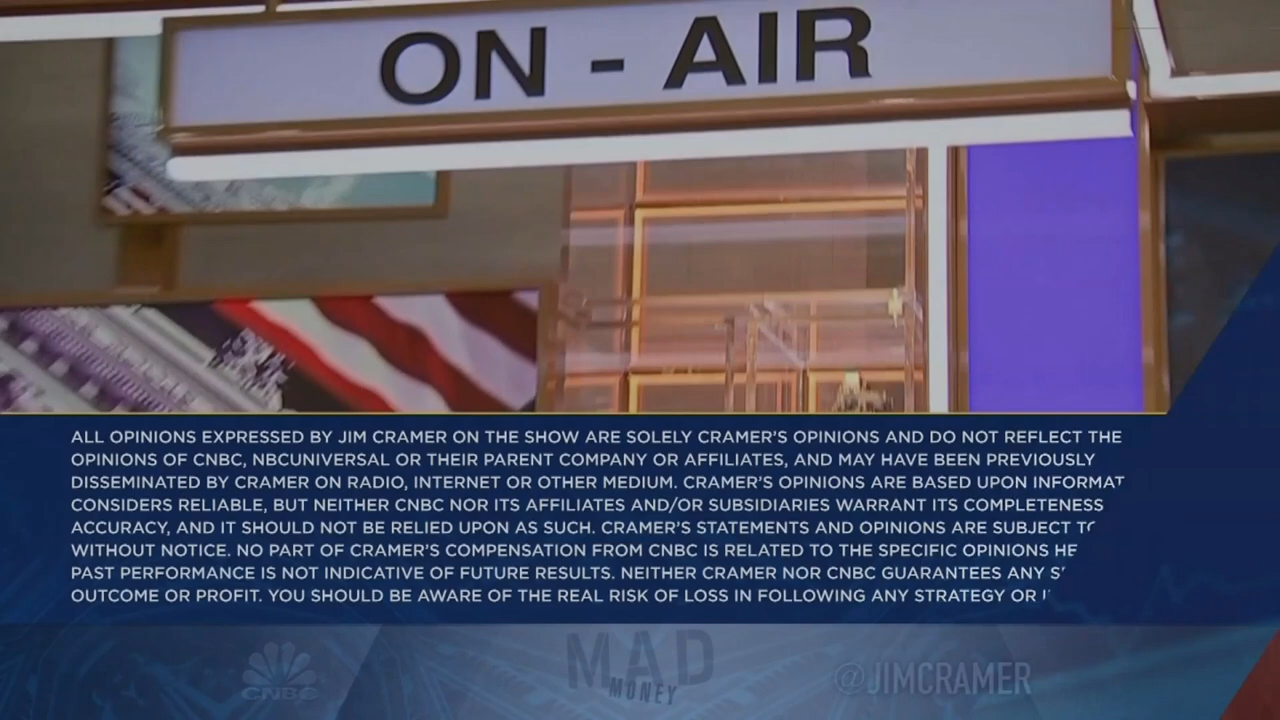 ON - AIR
ALL OPINIONS EXPRESSED BY JIM CRAMER ON THE SHOW ARE SOLELY CRAMER'S OPINIONS AND DO NOT REFLECT THE
OPINIONS OF CNBC, NBCUNIVERSAL OR THEIR PARENT COMPANY OR AFFILIATES, AND MAY HAVE BEEN PREVIOUSLY
DISSEMINATED BY CRAMER ON RADIO, INTERNET OR OTHER MEDIUM. CRAMER'S OPINIONS ARE BASED UPON INFORMAT
CONSIDERS RELIABLE, BUT NEITHER CNBC NOR ITS AFFILIATES AND/OR SUBSIDIARIES WARRANT ITS COMPLETENESS
ACCURACY, AND IT SHOULD NOT BE RELIED UPON AS SUCH. CRAMER'S STATEMENTS AND OPINIONS ARE SUBJECT TO
WITHOUT NOTICE. NO PART OF CRAMER'S COMPENSATION FROM CNBC IS RELATED TO THE SPECIFIC OPINIONS HE
PAST PERFORMANCE IS NOT INDICATIVE OF FUTURE RESULTS. NEITHER CRAMER NOR CNBC GUARANTEES ANY
OUTCOME OR PROFIT. YOU SHOULD BE AWARE OF THE REAL RISK OF LOSS IN FOLLOWING ANY STRATEGY OR
CNBC
MAD
MONEY
@JIMCRAMER